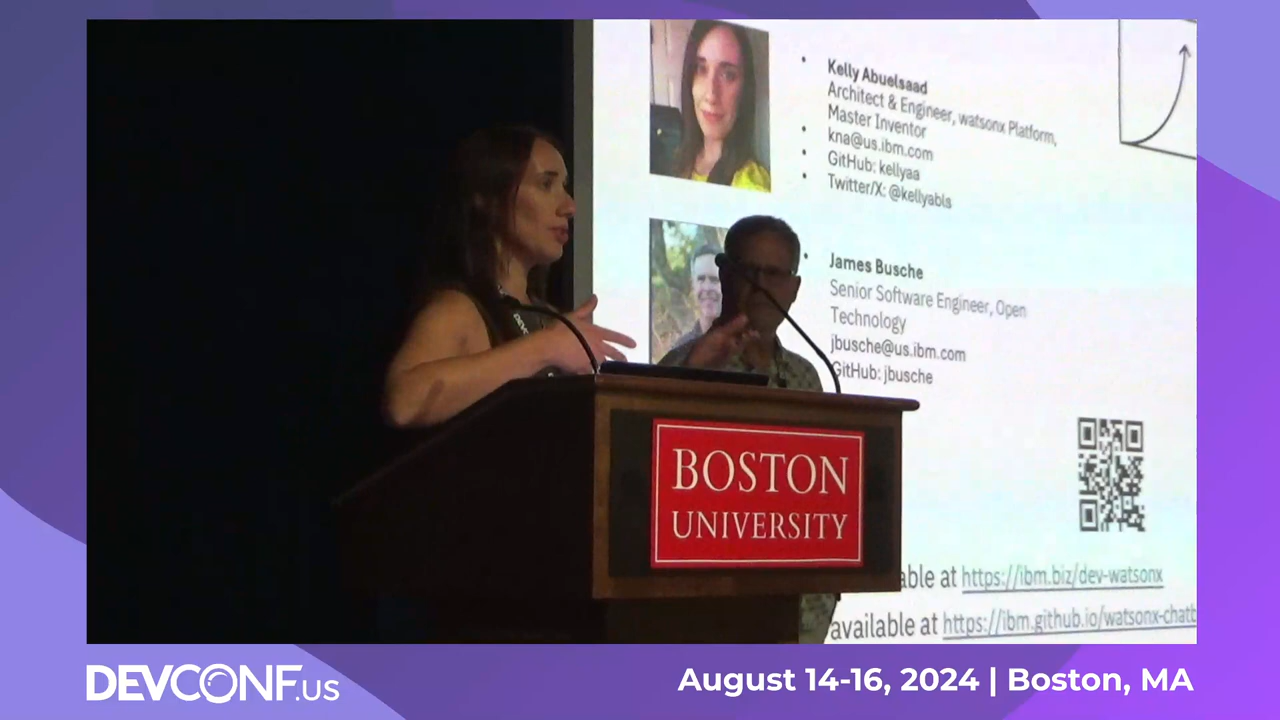 Kelly Abuelsaad
Architect & Engineer, watsonx Platform,
Master Inventor
kna@us.ibm.com
GitHub: kellyaa
Twitter/X: @kellyabls
James Busche
Senior Software Engineer, Open
Technology
jbusche@us.ibm.com
GitHub: jbusche
BOSTON
UNIVERSITY
able at https://ibm.biz/dev-watsonx
available at https://ibm.github.io/watsonx-chatb
DEVCONF.US
August 14-16, 2024 | Boston, MA